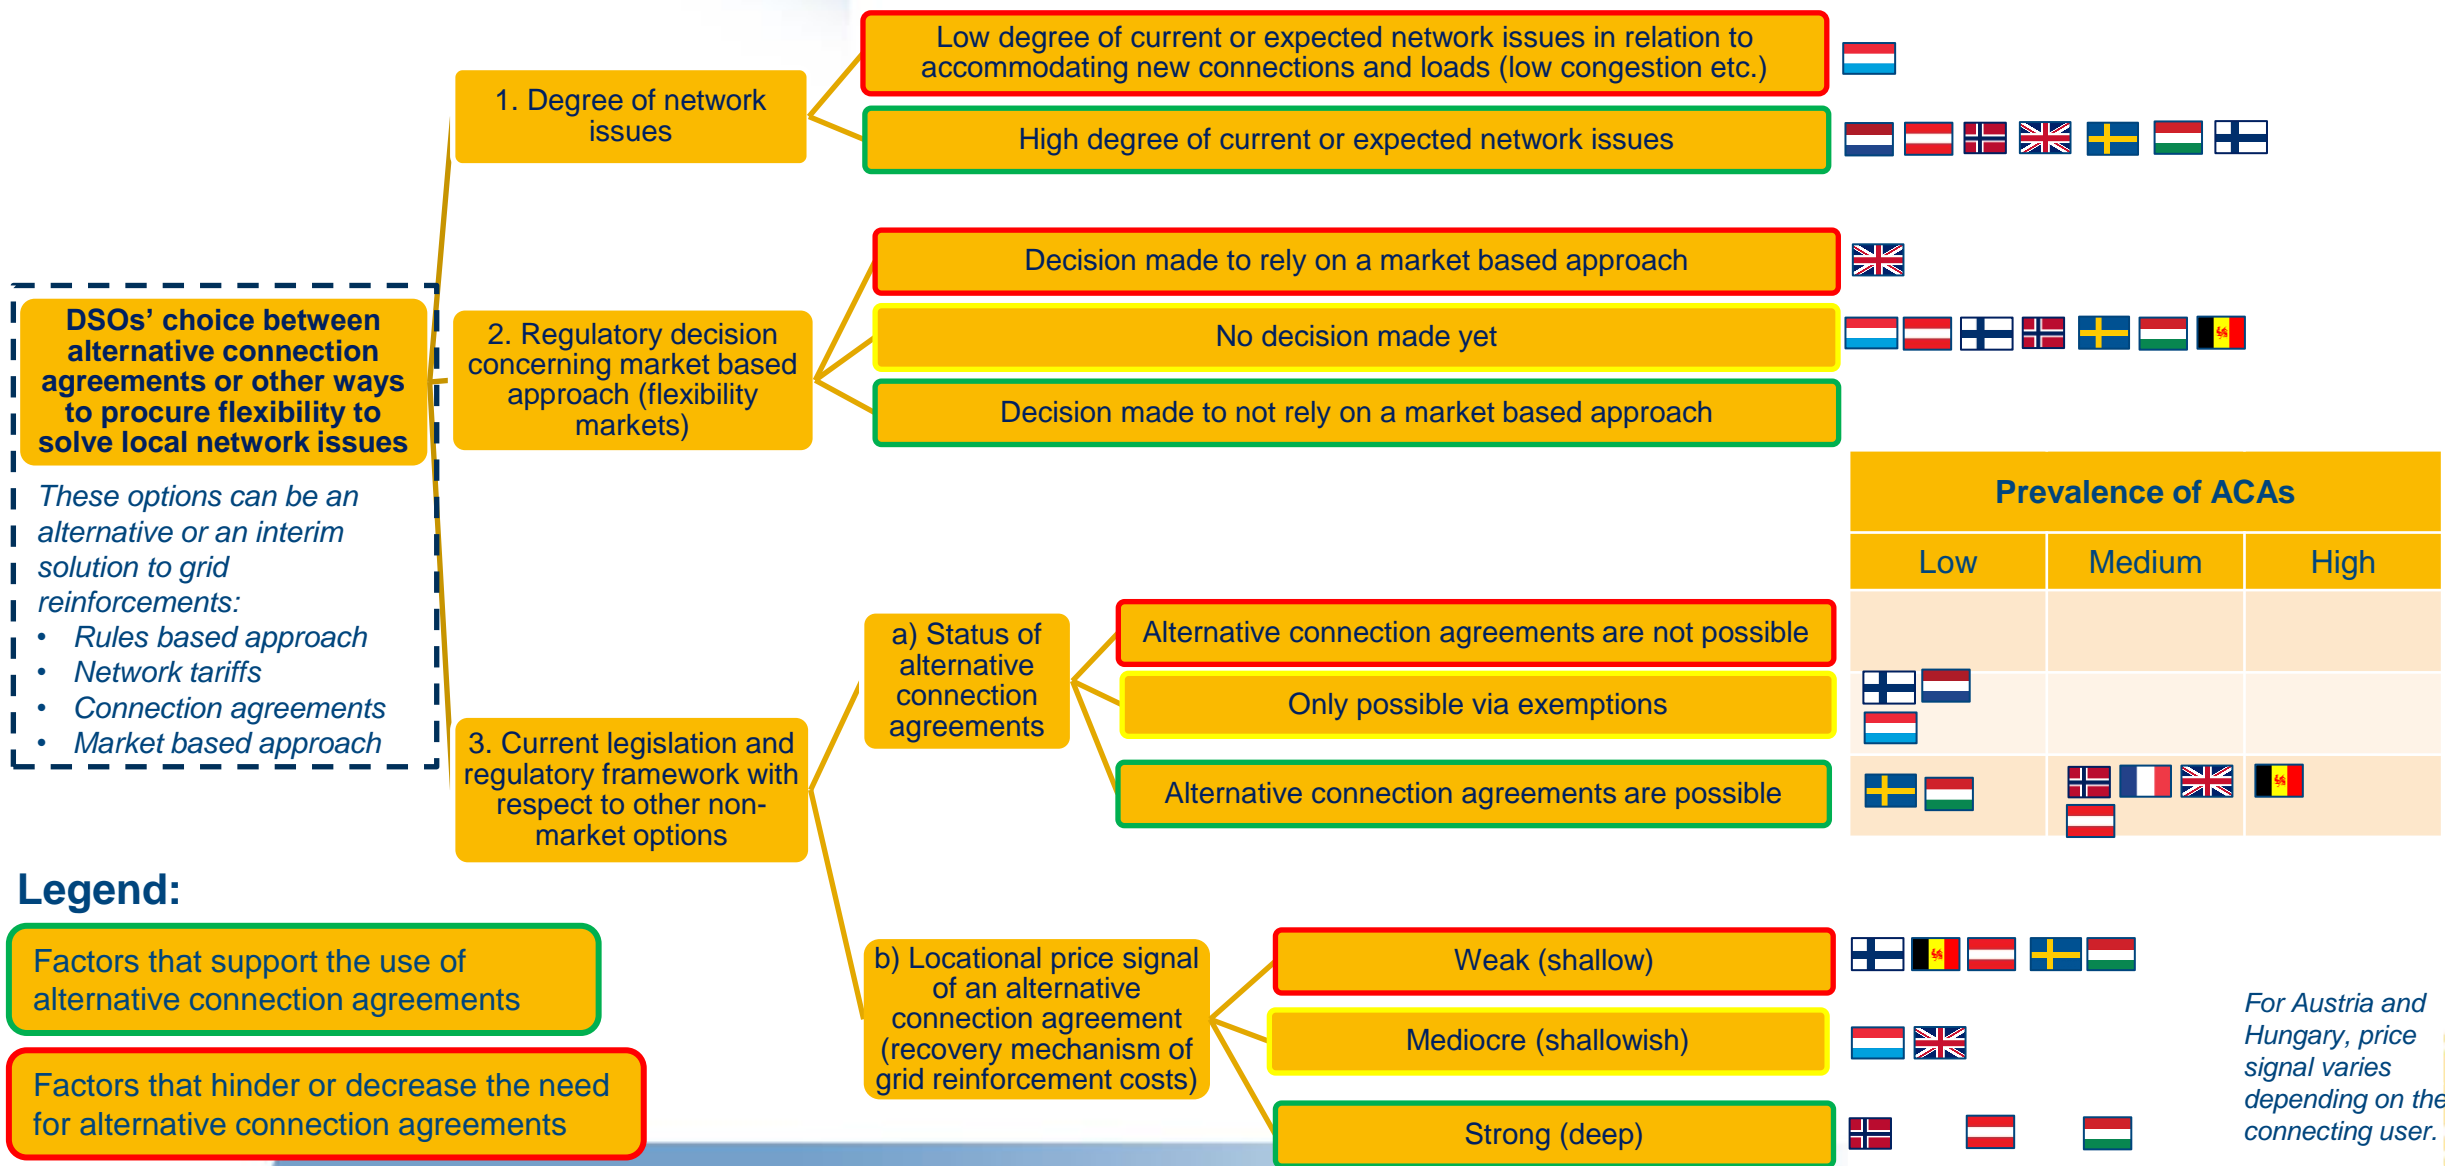 Low degree of current or expected network issues in relation to
accommodating new connections and loads (low congestion etc.)
1. Degree of network
issues
High degree of current or expected network issues
Decision made to rely on a market based approach
DSOs’ choice between
alternative connection
agreements or other ways
to procure flexibility to
solve local network issues
2. Regulatory decision
concerning market based
approach (flexibility
markets)
No decision made yet
Decision made to not rely on a market based approach
These options can be an
alternative or an interim
solution to grid
reinforcements:
• Rules based approach
• Network tariffs
• Connection agreements
• Market based approach
Prevalence of ACAs
Low Medium High
3. Current legislation and
regulatory framework with
respect to other non-
market options
a) Status of
alternative
connection
agreements
Alternative connection agreements are not possible
Only possible via exemptions
Alternative connection agreements are possible
Legend:
Factors that support the use of
alternative connection agreements
Factors that hinder or decrease the need
for alternative connection agreements
b) Locational price signal
of an alternative
connection agreement
(recovery mechanism of
grid reinforcement costs)
Weak (shallow)
Mediocre (shallowish)
Strong (deep)
For Austria and
Hungary, price
signal varies
depending on the
connecting user.